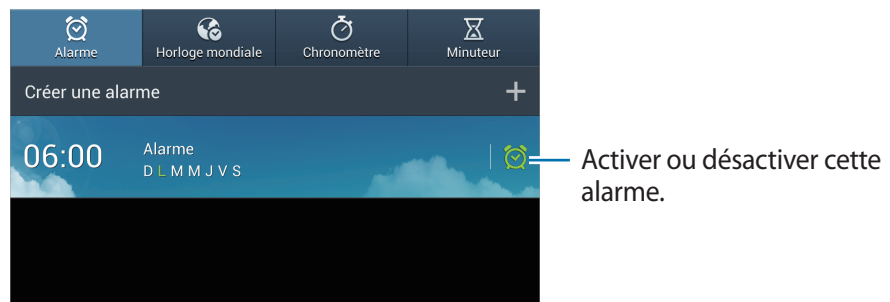 Alarme
Horloge mondiale
Chronomètre
Minuteur
Créer une alarme
06:00
Alarme
D L M M J V S
Activer ou désactiver cette
alarme.